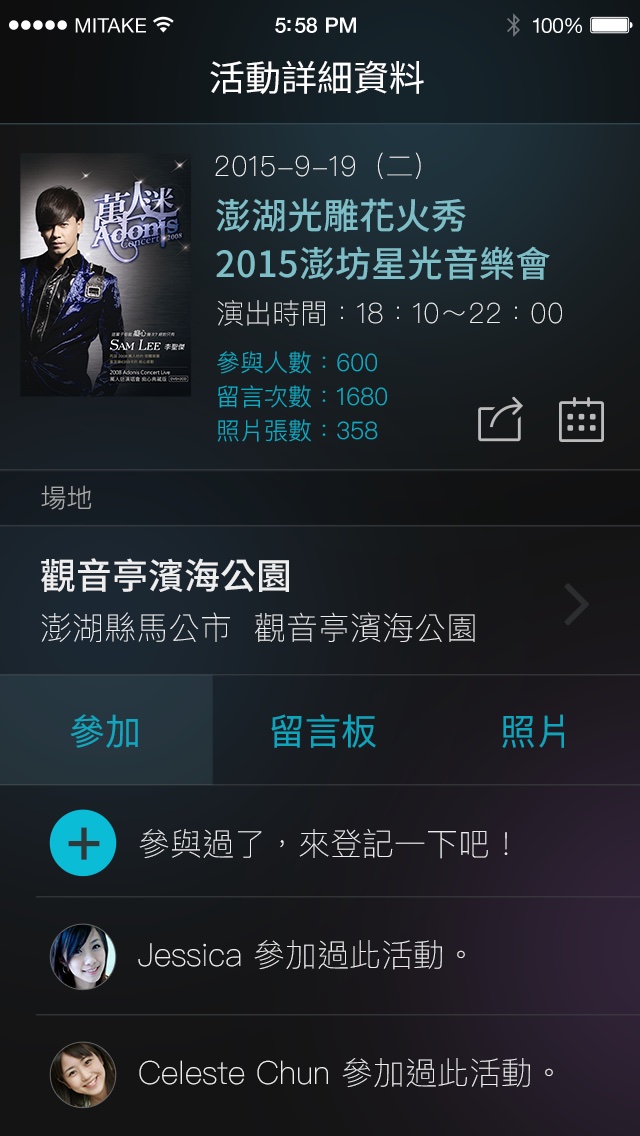 MITAKE
5:58 PM
100%
活動詳細資料
萬人迷
Adonis
Concert 2008
SAM LEE 李聖傑
2008 Adonis Concert Live
2015-9-19（二）
澎湖光雕花火秀
2015澎坊星光音樂會
演出時間：18：10～22：00
參與人數：600
留言次數：1680
照片張數：358
場地
觀音亭濱海公園
澎湖縣馬公市 觀音亭濱海公園
參加
留言板
照片
參與過了，來登記一下吧！
Jessica 參加過此活動。
Celeste Chun 參加過此活動。